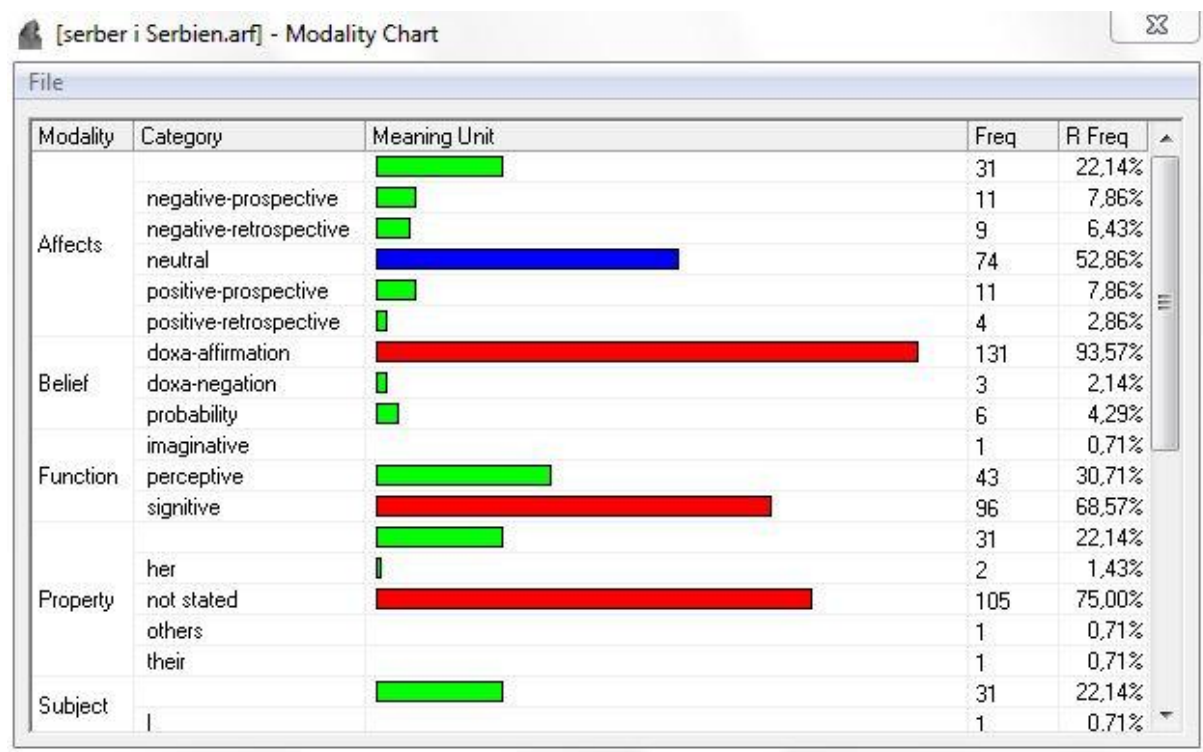 [serber i Serbien.arf] - Modality Chart
File
Modality Category Meaning Unit Freq R Freq
31 22,14%
negative-prospective 11 7,86%
negative-retrospective 9 6,43%
Affects
neutral 74 52,86%
positive-prospective 11 7,86%
positive-retrospective 4 2,86%
doxa-affirmation 131 93,57%
Belief doxa-negation 3 2,14%
probability 6 4,29%
imaginative 1 0,71%
Function perceptive 43 30,71%
signitive 96 68,57%
31 22,14%
her 2 1,43%
Property not stated 105 75,00%
others 1 0,71%
their 1 0,71%
31 22,14%
Subject
I 1 0,71%